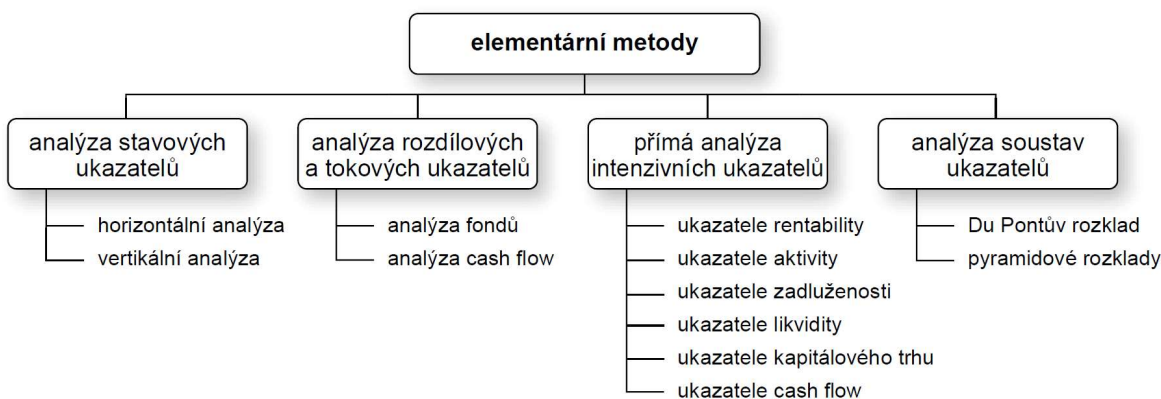 elementární metody
analýza stavových
ukazatelů
horizontální analýza
vertikální analýza
analýza rozdílových
a tokových ukazatelů
analýza fondů
analýza cash flow
přímá analýza
intenzivních ukazatelů
ukazatele rentability
ukazatele aktivity
ukazatele zadluženosti
ukazatele likvidity
ukazatele kapitálového trhu
ukazatele cash flow
analýza soustav
ukazatelů
Du Pontův rozklad
pyramidové rozklady